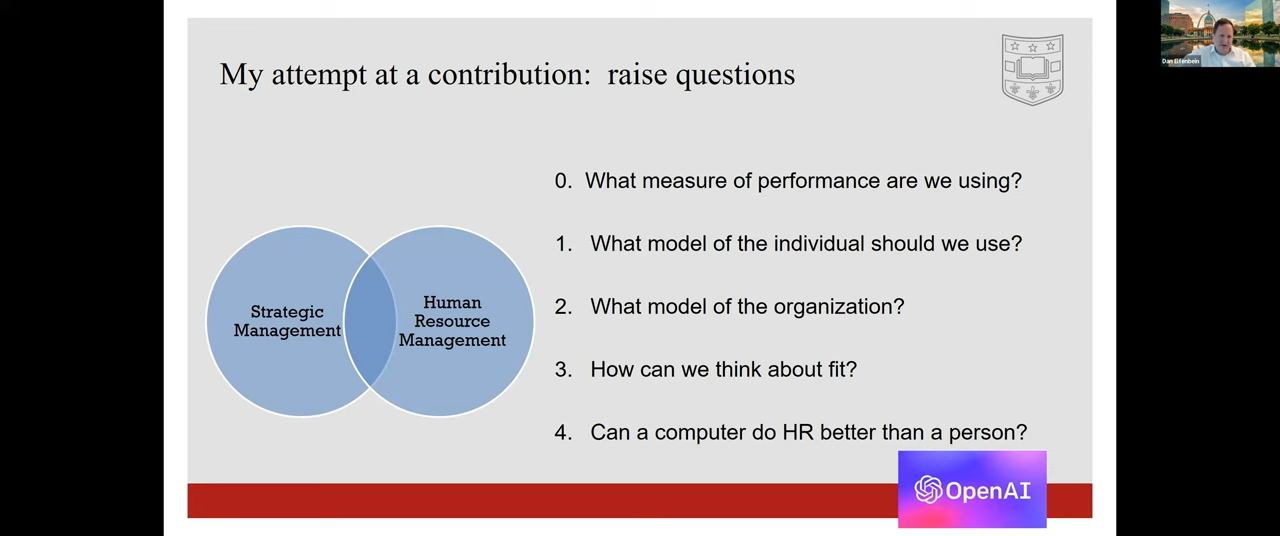 My attempt at a contribution: raise questions
0. What measure of performance are we using?
1. What model of the individual should we use?
2. What model of the organization?
3. How can we think about fit?
4. Can a computer do HR better than a person?
Strategic
Management
Human
Resource
Management
OpenAI
Dan Elfenbein